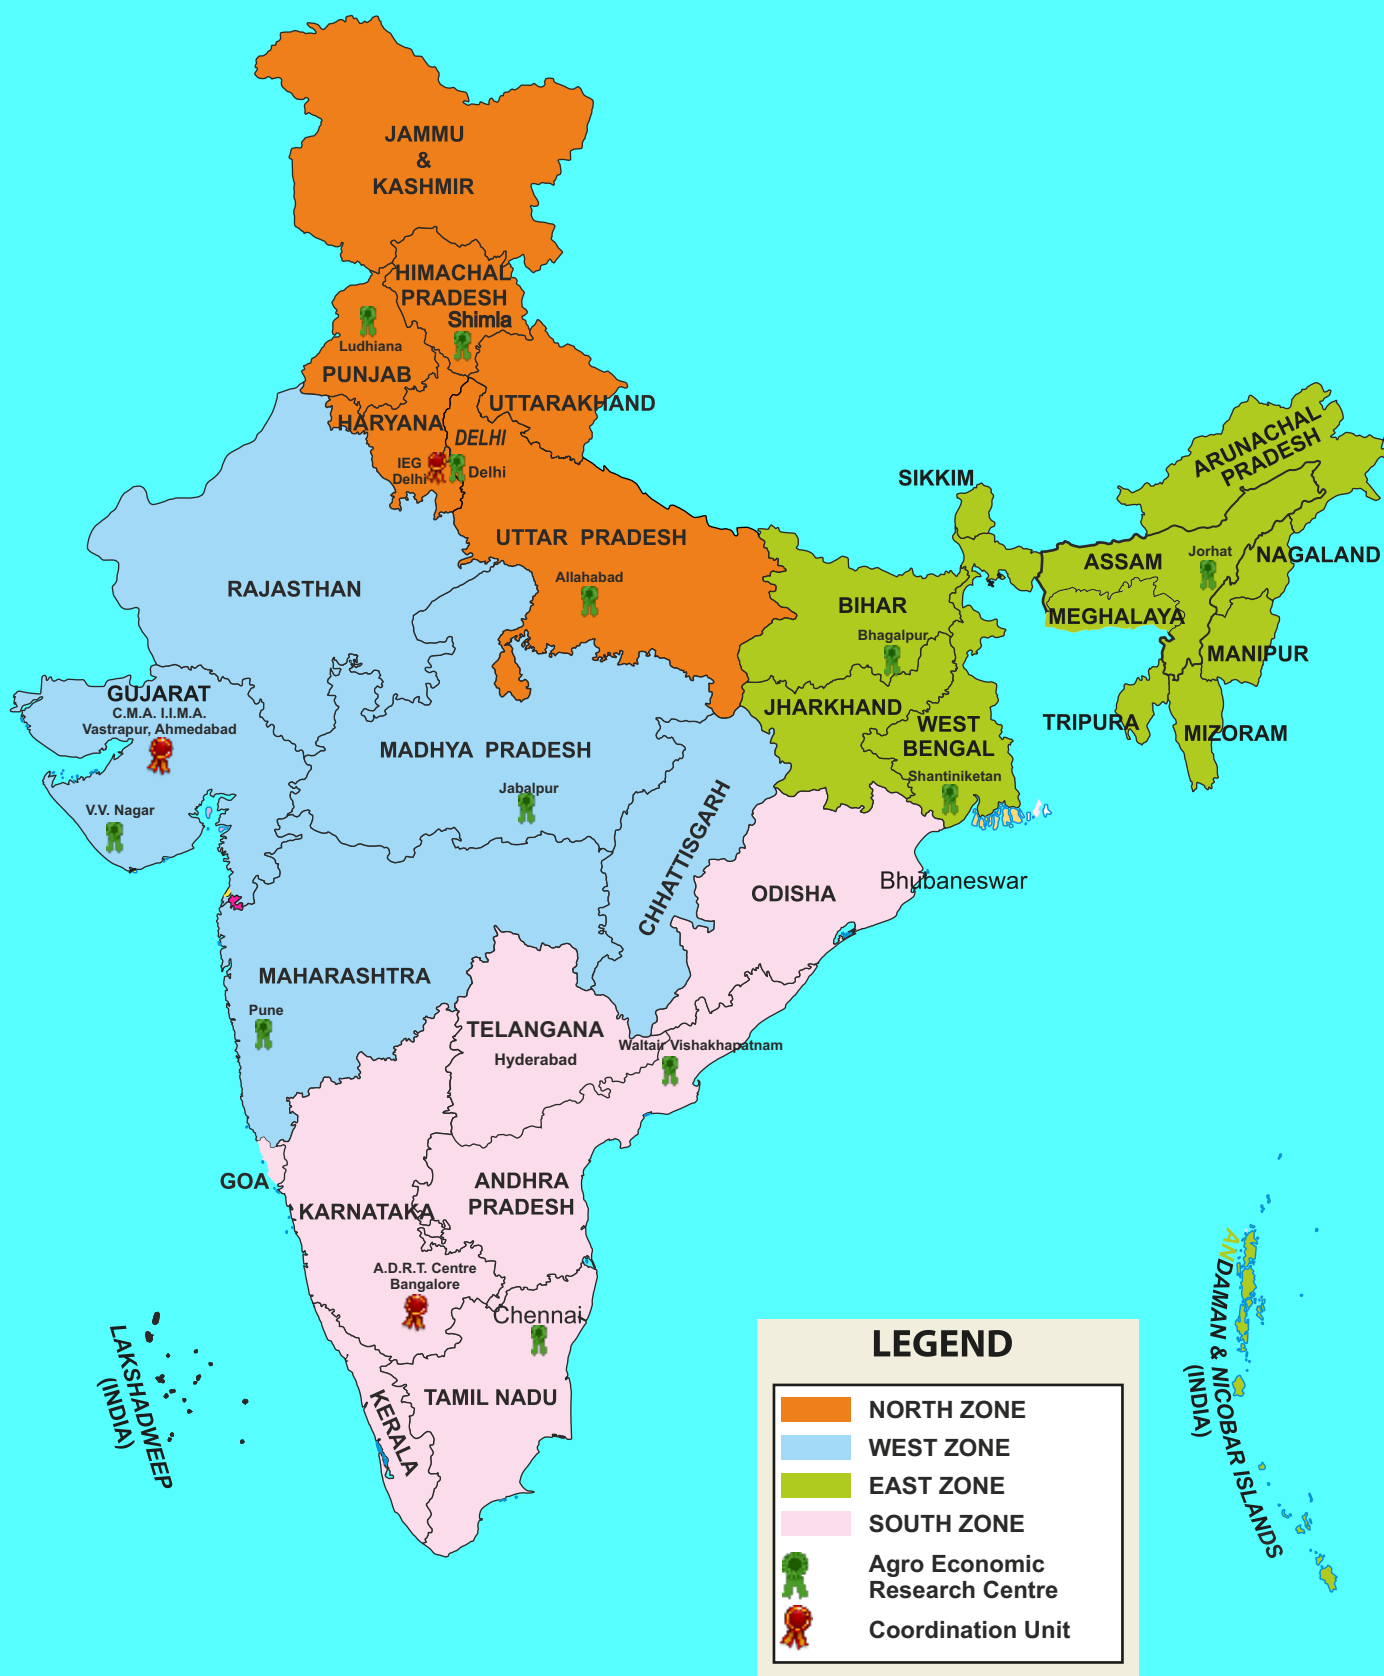 JAMMU
&
KASHMIR
HIMACHAL
PRADESH
Shimla
Ludhiana
PUNJAB
UTTARAKHAND
HARYANA
DELHI
IEG
Delhi
Delhi
UTTAR PRADESH
Allahabad
RAJASTHAN
SIKKIM
ARUNACHAL
PRADESH
ASSAM
Jorhat
NAGALAND
MEGHALAYA
MANIPUR
TRIPURA
MIZORAM
BIHAR
Bhagalpur
JHARKHAND
WEST
BENGAL
Shantiniketan
GUJARAT
C.M.A. I.I.M.A.
Vastrapur, Ahmedabad
V.V. Nagar
MADHYA PRADESH
Jabalpur
CHHATTISGARH
ODISHA
Bhubaneswar
MAHARASHTRA
Pune
TELANGANA
Hyderabad
Waltair Vishakhapatnam
GOA
KARNATAKA
ANDHRA
PRADESH
A.D.R.T. Centre
Bangalore
Chennai
TAMIL NADU
KERALA
LAKSHADWEEP
(INDIA)
ANDAMAN & NICOBAR ISLANDS
(INDIA)
LEGEND
NORTH ZONE
WEST ZONE
EAST ZONE
SOUTH ZONE
Agro Economic
Research Centre
Coordination Unit